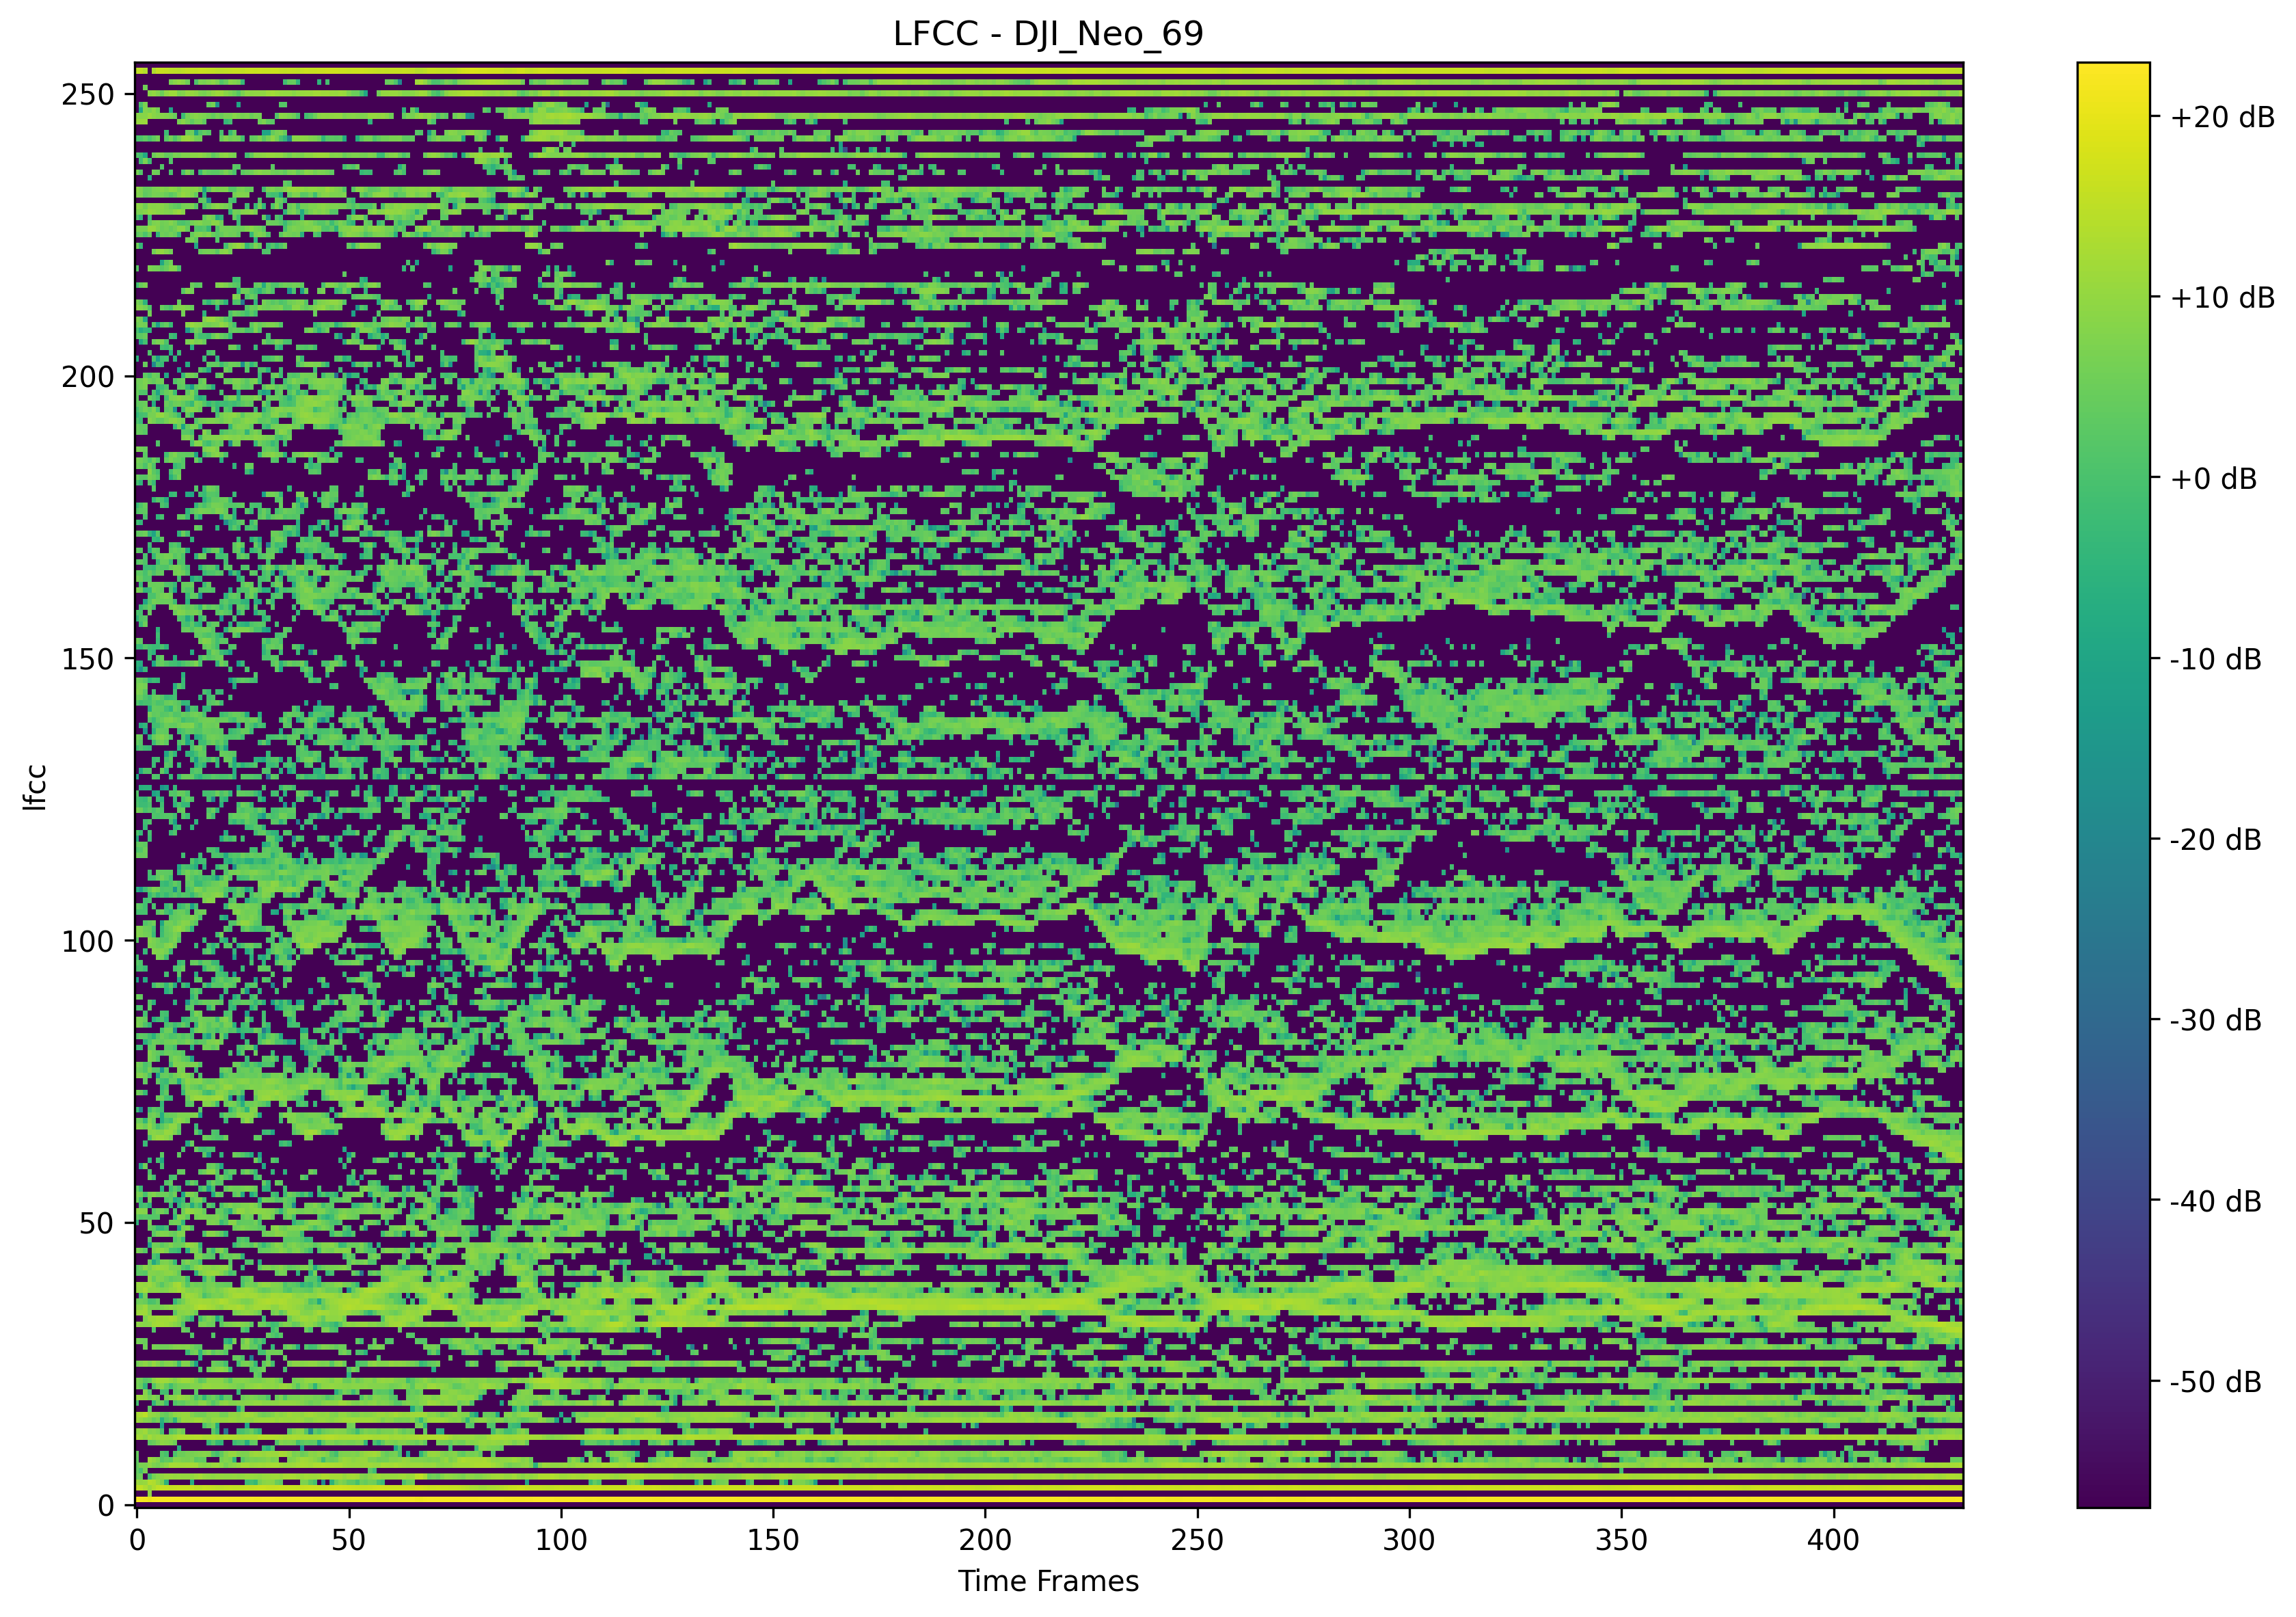 LFCC - DJI_Neo_69
250
200
150
100
50
0
lfcc
0 50 100 150 200 250 300 350 400
Time Frames
+20 dB
+10 dB
+0 dB
-10 dB
-20 dB
-30 dB
-40 dB
-50 dB